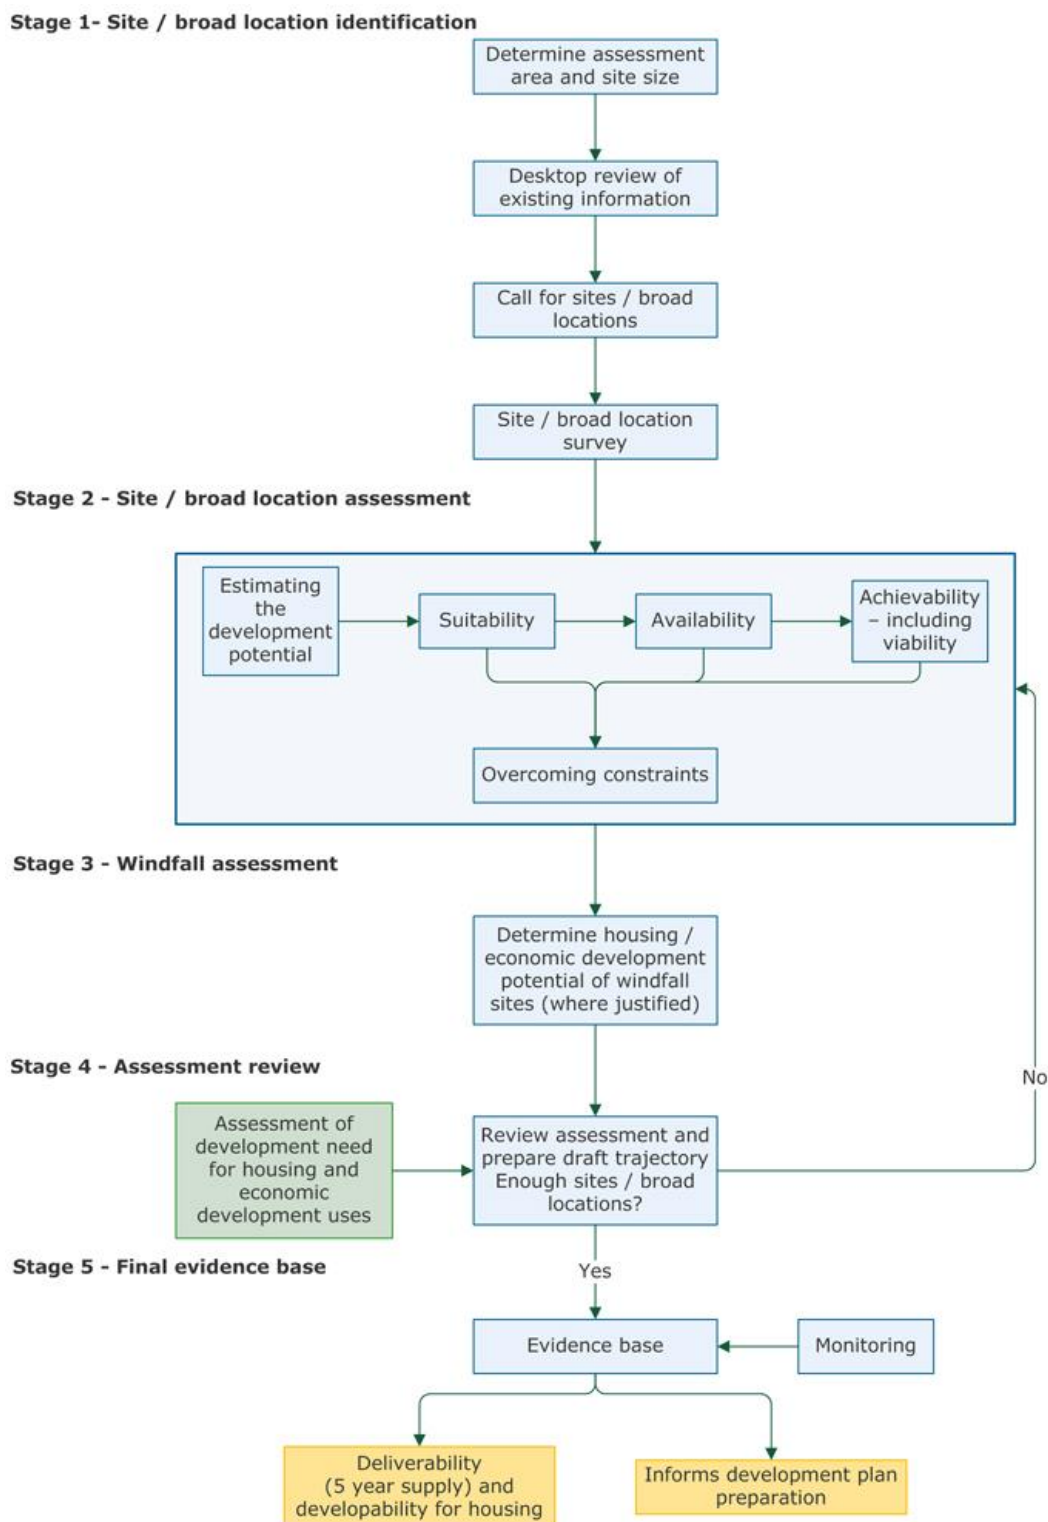 Stage 1- Site / broad location identification
Determine assessment
area and site size
Desktop review of
existing information
Call for sites / broad
locations
Site / broad location
survey
Stage 2 - Site / broad location assessment
Estimating
the
development
potential
Suitability
Availability
Achievability
– including
viability
Overcoming constraints
Stage 3 - Windfall assessment
Determine housing /
economic development
potential of windfall
sites (where justified)
Stage 4 - Assessment review
No
Assessment of
development need
for housing and
economic
development uses
Review assessment and
prepare draft trajectory
Enough sites / broad
locations?
Stage 5 - Final evidence base
Yes
Evidence base
Monitoring
Deliverability
(5 year supply) and
developability for housing
Informs development plan
preparation